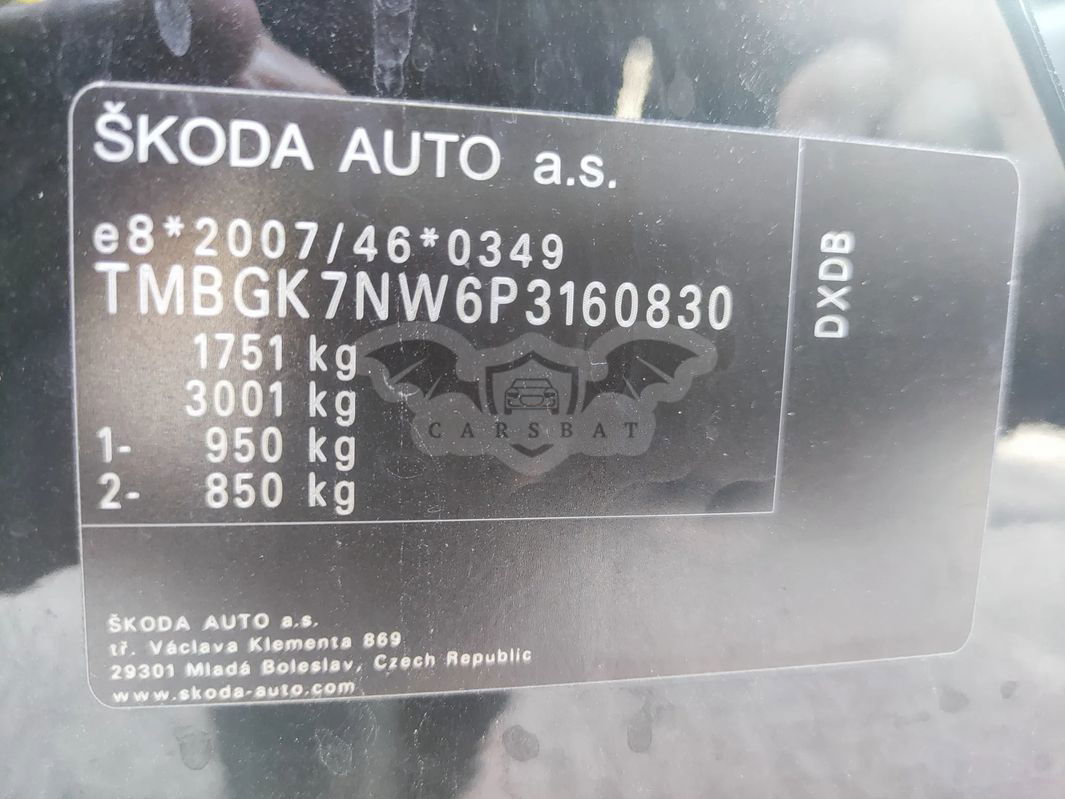 ŠKODA AUTO a.s.
e8*2007/46*0349
TMBGK7NW6P3160830
1751 kg
3001 kg
1- 950 kg
2- 850 kg
DXDB
CARSBAT
ŠKODA AUTO a.s.
tř. Václava Klementa 869
29301 Mladá Boleslav, Czech Republic
www.skoda-auto.com